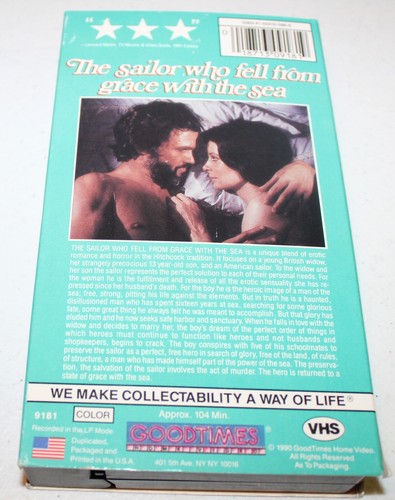 " ★★★ "
0
The sailor who fell from
grace with the sea
THE SAILOR WHO FELL FROM GRACE WITH THE SEA is a unique blend of erotic
romance and horror in the Hitchcock tradition. It focuses on a young British widow,
her strangely precocious 13 year-old son, and an American sailor. To the widow and
her son the sailor represents the perfect solution to each of their personal needs. For
the woman he is the fulfillment and release of all the erotic sensuality she has re-
pressed since her husband's death. For the boy he is the heroic image of a man of the
sea; free, strong, pitting his life against the elements. But in truth he is a haunted,
disillusioned man who has spent sixteen years at sea, searching for some glorious
fate, some great thing he always felt he was meant to accomplish. But that glory has
eluded him and he now seeks safe harbor and sanctuary. When he falls in love with the
widow and decides to marry her, the boy's dream of the perfect order of things in
which heroes must continue to function like heroes and not husbands and
shopkeepers, begins to crack. The boy conspires with five of his schoolmates to
preserve the sailor as a perfect, free hero in search of glory, free of the land, of rules,
of structure, a man who has made himself part of the power of the sea. The preserva-
tion, the salvation of the sailor involves the act of murder. The hero is returned to a
state of grace with the sea.
WE MAKE COLLECTABILITY A WAY OF LIFE®
9181 COLOR Approx. 104 Min. VHS
Recorded in the LP Mode
Duplicated,
Packaged and
Printed in the U.S.A.
GOODTIMES
401 5th Ave. NY NY 10016
© 1990 GoodTimes Home Video.
All Rights Reserved
As To Packaging.